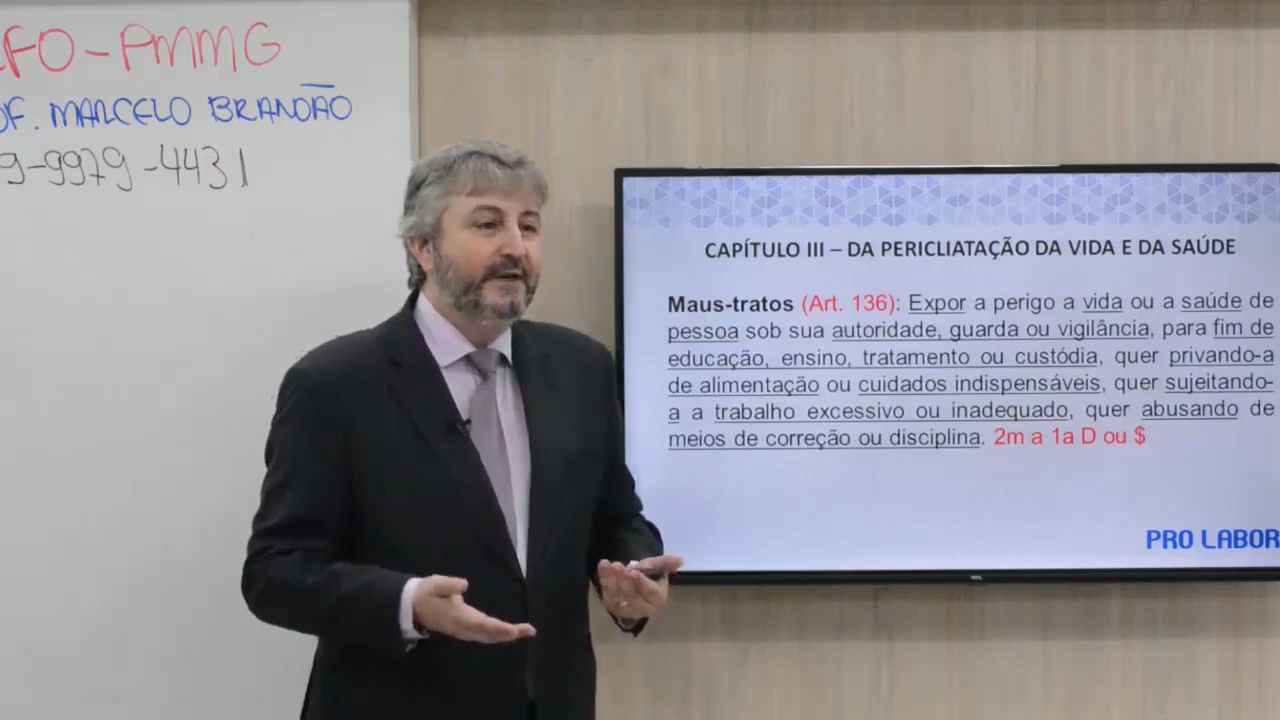 CFO-PMMG
OF. MARCELO BRANDÃO
9-9979-4431
CAPÍTULO III – DA PERICLIATAÇÃO DA VIDA E DA SAÚDE
Maus-tratos (Art. 136): Expor a perigo a vida ou a saúde de
pessoa sob sua autoridade, guarda ou vigilância, para fim de
educação, ensino, tratamento ou custódia, quer privando-a
de alimentação ou cuidados indispensáveis, quer sujeitando-
a a trabalho excessivo ou inadequado, quer abusando de
meios de correção ou disciplina. 2m a 1a D ou $
PRO LABOR
TCL